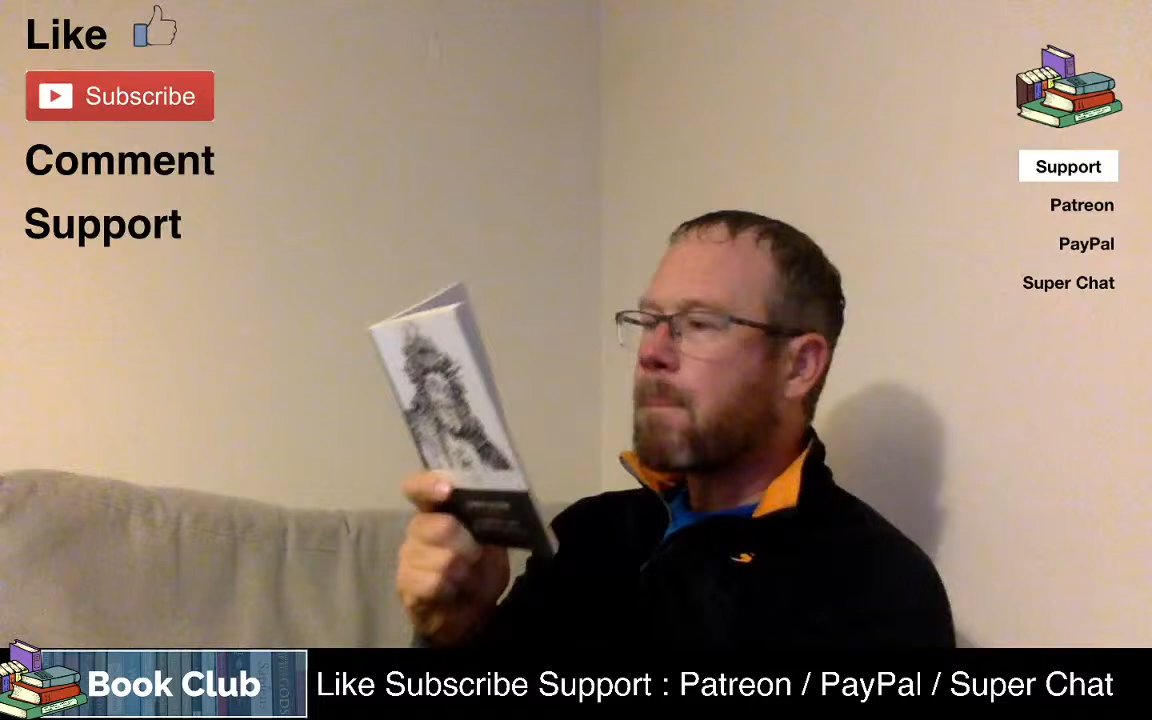 Like
Subscribe
Comment
Support
Support
Patreon
PayPal
Super Chat
Book Club
Like Subscribe Support : Patreon / PayPal / Super Chat